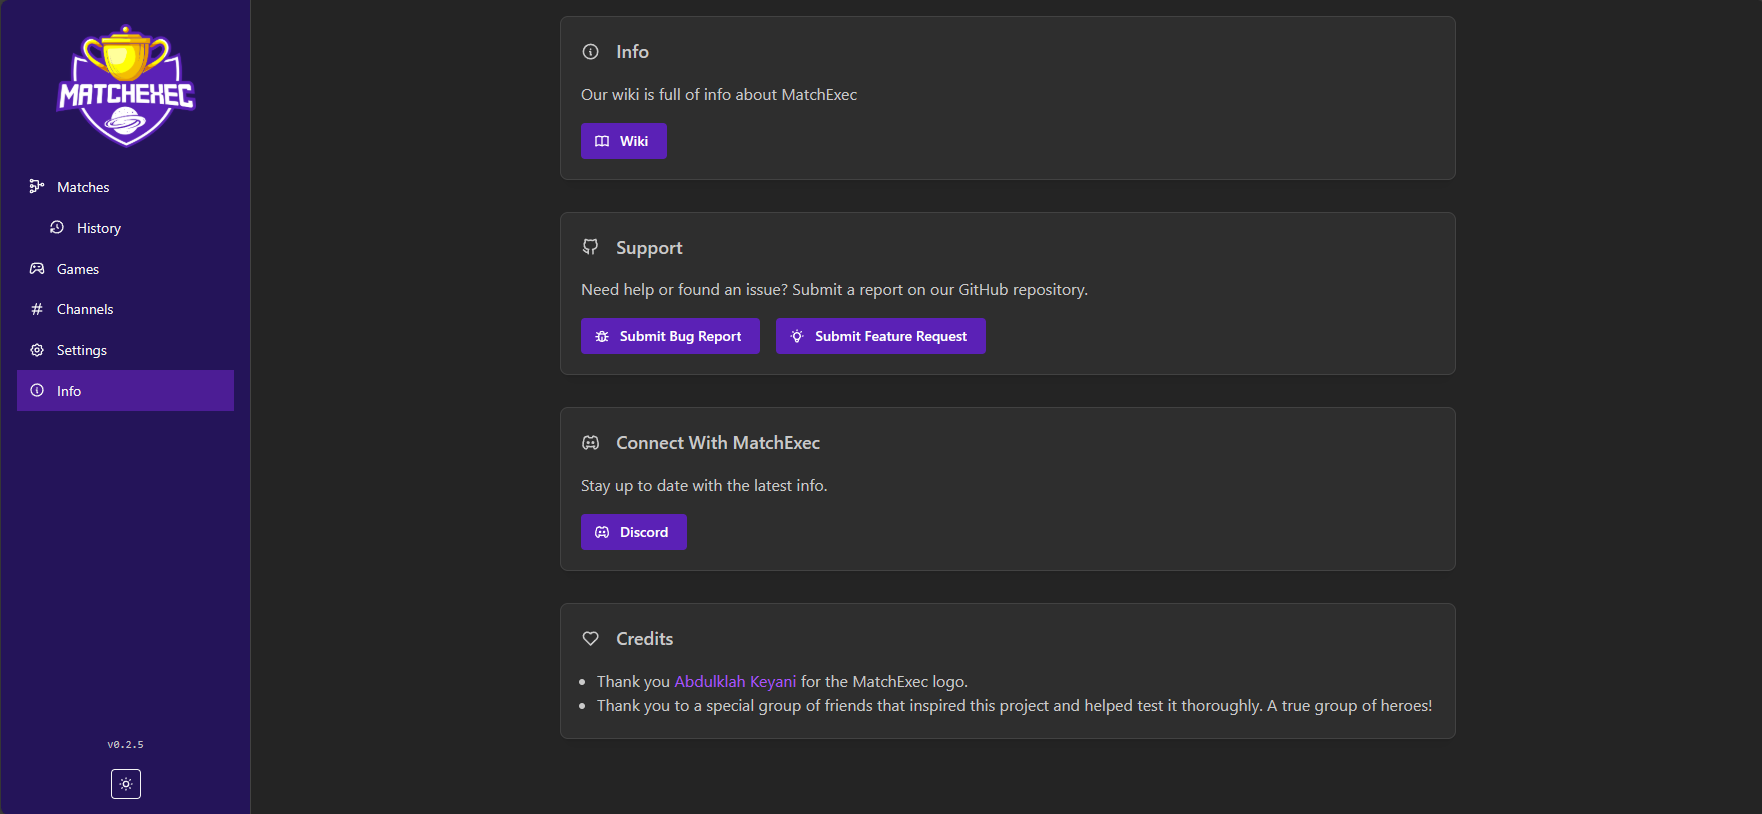 MATCHEXEC
Matches
History
Games
Channels
Settings
Info
v0.2.5
Info
Our wiki is full of info about MatchExec
Wiki
Support
Need help or found an issue? Submit a report on our GitHub repository.
Submit Bug Report
Submit Feature Request
Connect With MatchExec
Stay up to date with the latest info.
Discord
Credits
Thank you Abdulklah Keyani for the MatchExec logo.
Thank you to a special group of friends that inspired this project and helped test it thoroughly. A true group of heroes!